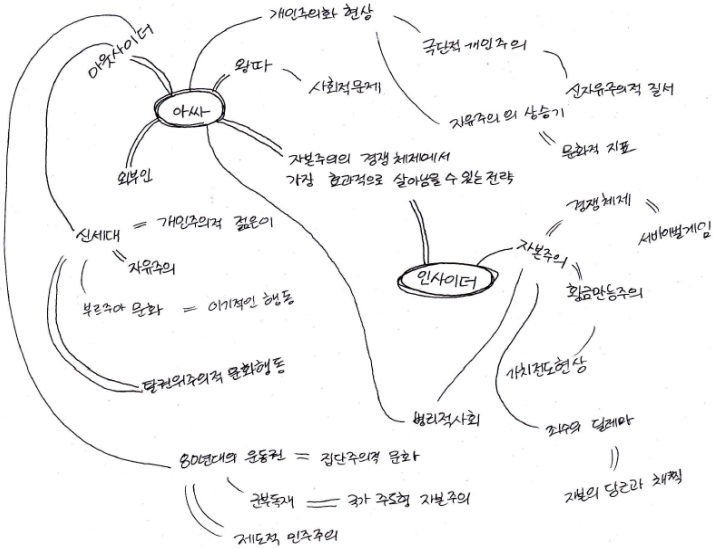 개인주의화 현상
아웃사이더
극단적 개인주의
왕따
사회적문제
신자유주의적 질서
아싸
자유주의의 상승기
문화적 지표
외부인
자본주의의 경쟁 체제에서
가장 효과적으로 살아남을 수 있는 전략
경쟁체제
서바이벌게임
신세대 = 개인주의적 젊은이
자유주의
자본주의
인사이더
황금만능주의
부르주아 문화 = 이기적인 행동
가치전도현상
탈권위주의적 문화행동
병리적사회
죄수의 딜레마
80년대의 운동권 = 집단주의적 문화
자본의 당근과 채찍
군부독재 = 국가 주도형 자본주의
제도적 민주주의